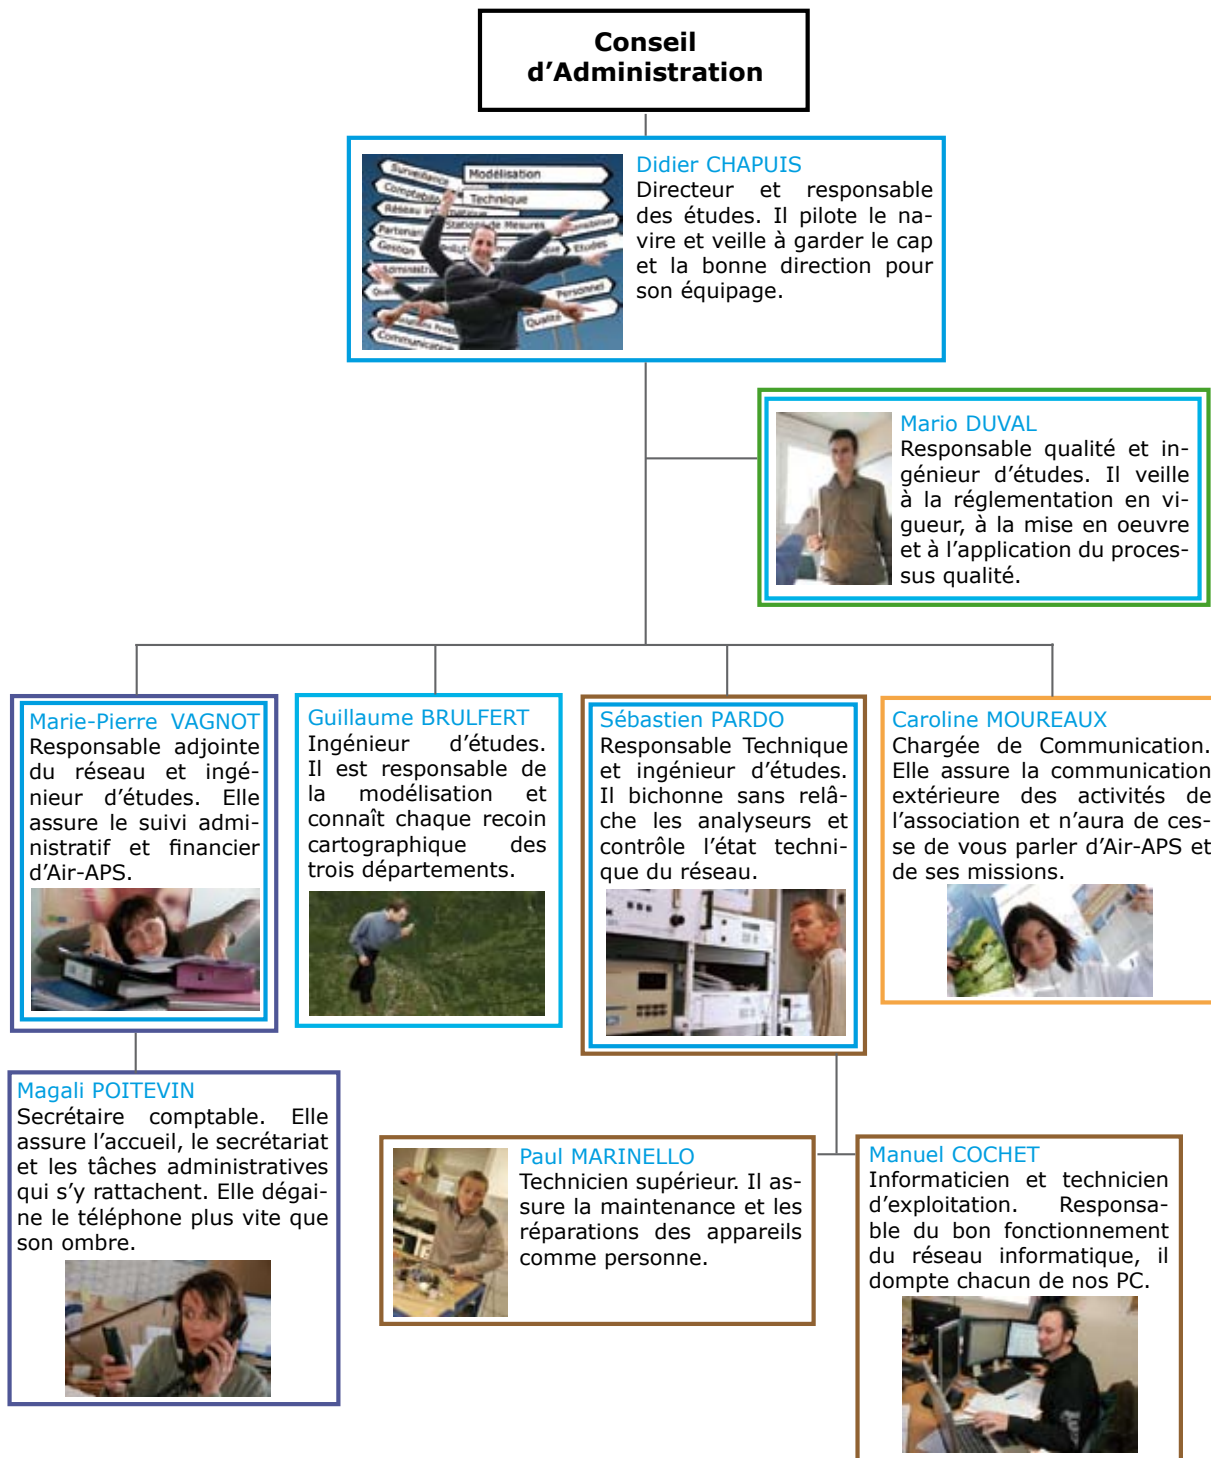 Conseil
d'Administration
Surveillance
Modélisation
Technique
Stations de Mesures
Gestion
Etudes
Personnel
Qualité
Communication
Didier CHAPUIS
Directeur et responsable
des études. Il pilote le na-
vire et veille à garder le cap
et la bonne direction pour
son équipage.
Mario DUVAL
Responsable qualité et in-
génieur d'études. Il veille
à la réglementation en vi-
gueur, à la mise en oeuvre
et à l'application du proces-
sus qualité.
Marie-Pierre VAGNOT
Responsable adjointe
du réseau et ingé-
nieur d'études. Elle
assure le suivi admi-
nistratif et financier
d'Air-APS.
Guillaume BRULFERT
Ingénieur d'études.
Il est responsable de
la modélisation et
connaît chaque recoin
cartographique des
trois départements.
Sébastien PARDO
Responsable Technique
et ingénieur d'études.
Il bichonne sans relâ-
che les analyseurs et
contrôle l'état techni-
que du réseau.
Caroline MOUREAUX
Chargée de Communication.
Elle assure la communication
extérieure des activités de
l'association et n'aura de ces-
se de vous parler d'Air-APS et
de ses missions.
Magali POITEVIN
Secrétaire comptable. Elle
assure l'accueil, le secrétariat
et les tâches administratives
qui s'y rattachent. Elle dégai-
ne le téléphone plus vite que
son ombre.
Paul MARINELLO
Technicien supérieur. Il as-
sure la maintenance et les
réparations des appareils
comme personne.
Manuel COCHET
Informaticien et technicien
d'exploitation. Responsa-
ble du bon fonctionnement
du réseau informatique, il
dompte chacun de nos PC.